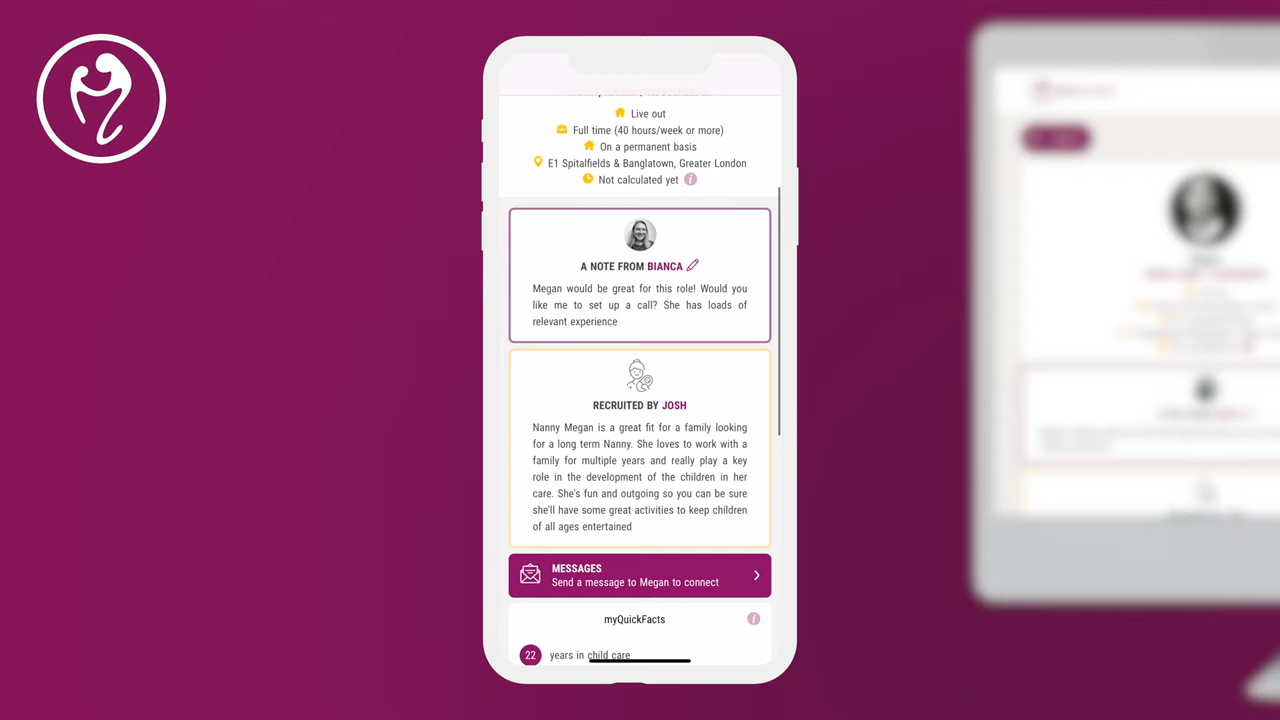 Live out
Full time (40 hours/week or more)
On a permanent basis
E1 Spitalfields & Banglatown, Greater London
Not calculated yet i
A NOTE FROM BIANCA
Megan would be great for this role! Would you
like me to set up a call? She has loads of
relevant experience
RECRUITED BY JOSH
Nanny Megan is a great fit for a family looking
for a long term Nanny. She loves to work with a
family for multiple years and really play a key
role in the development of the children in her
care. She's fun and outgoing so you can be sure
she'll have some great activities to keep children
of all ages entertained
MESSAGES
Send a message to Megan to connect
myQuickFacts i
22 years in child care